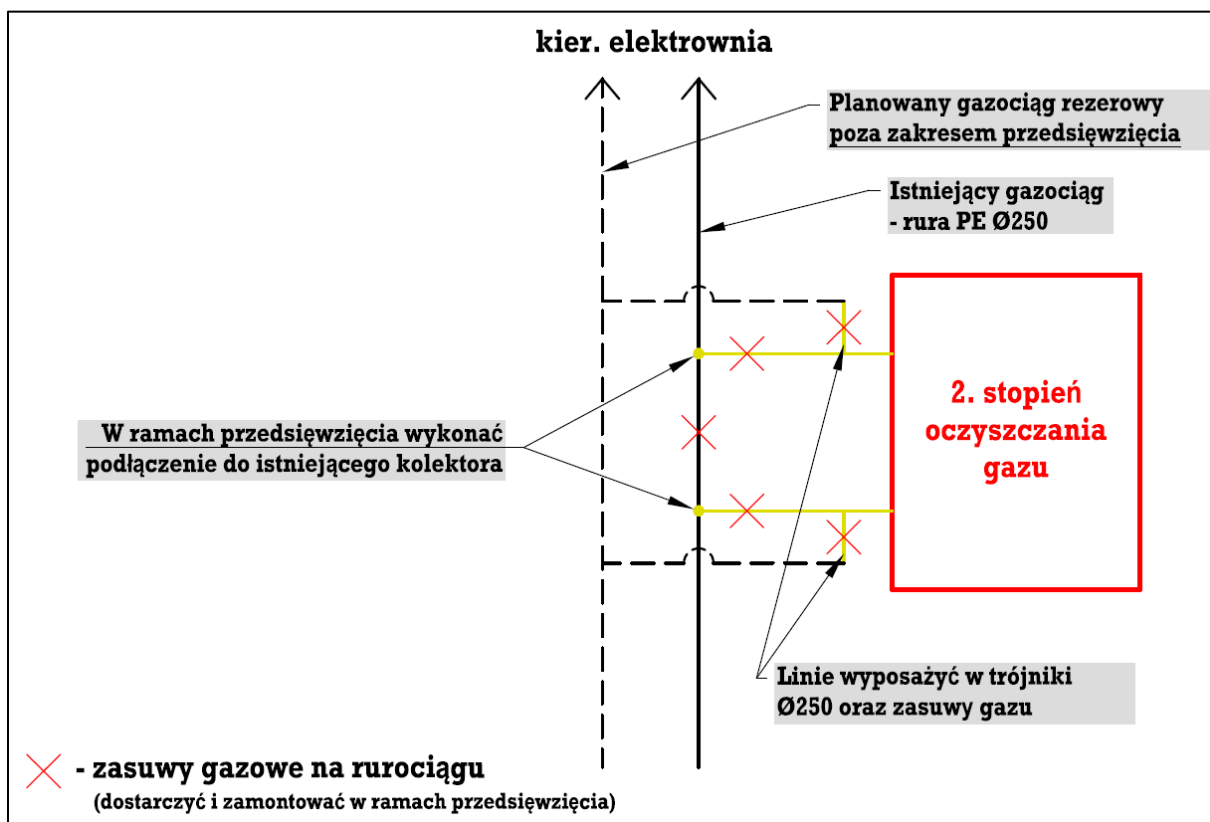 kier. elektrownia
Planowany gazociąg rezerowy
poza zakresem przedsięwzięcia
Istniejący gazociąg
- rura PE Ø250
2. stopień
oczyszczania
gazu
W ramach przedsięwzięcia wykonać
podłączenie do istniejącego kolektora
Linie wyposażyć w trójniki
Ø250 oraz zasuwy gazu
- zasuwy gazowe na rurociągu
(dostarczyć i zamontować w ramach przedsięwzięcia)